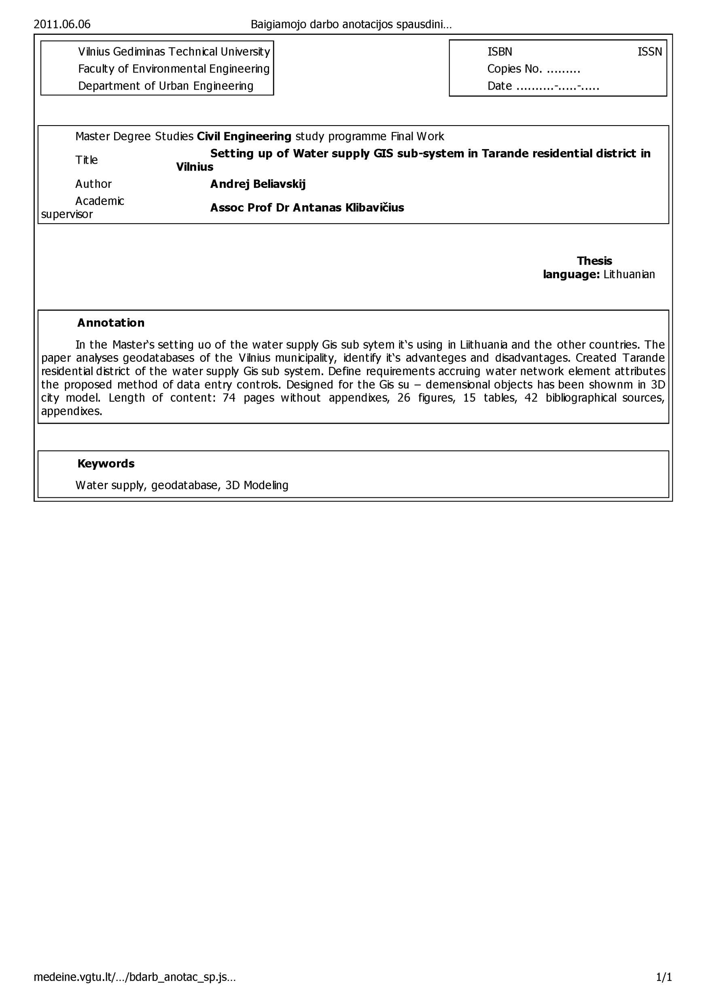 2011.06.06 Baigiamojo darbo anotacijos spausdini...
Vilnius Gediminas Technical University
Faculty of Environmental Engineering
Department of Urban Engineering
ISBN ISSN
Copies No. .........
Date ..........-.....-.....
Master Degree Studies Civil Engineering study programme Final Work
Title Setting up of Water supply GIS sub-system in Tarande residential district in
Vilnius
Author Andrej Beliavskij
Academic
supervisor Assoc Prof Dr Antanas Klibavičius
Thesis
language: Lithuanian
Annotation
In the Master‛s setting uo of the water supply Gis sub sytem it‛s using in Liithuania and the other countries. The
paper analyses geodatabases of the Vilnius municipality, identify it‛s advanteges and disadvantages. Created Tarande
residential district of the water supply Gis sub system. Define requirements accruing water network element attributes
the proposed method of data entry controls. Designed for the Gis su – demensional objects has been shownm in 3D
city model. Length of content: 74 pages without appendixes, 26 figures, 15 tables, 42 bibliographical sources,
appendixes.
Keywords
Water supply, geodatabase, 3D Modeling
medeine.vgtu.lt/.../bdarb_anotac_sp.js... 1/1